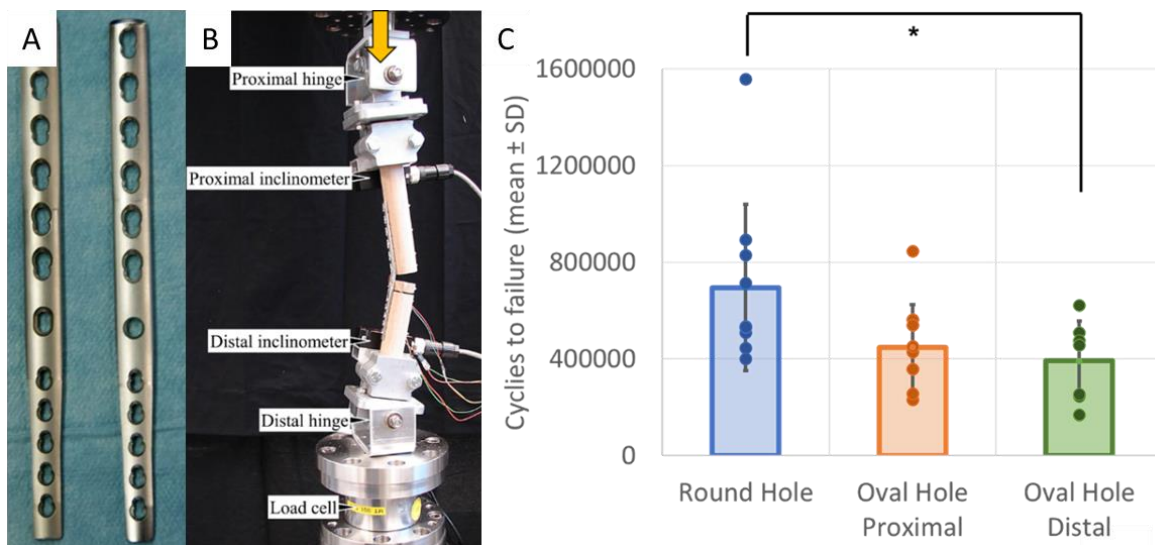 A
B
C
Proximal hinge
Proximal inclinometer
Distal inclinometer
Distal hinge
Load cell
*
Cyclies to failure (mean ± SD)
1600000
1200000
800000
400000
0
Round Hole
Oval Hole
Proximal
Oval Hole
Distal